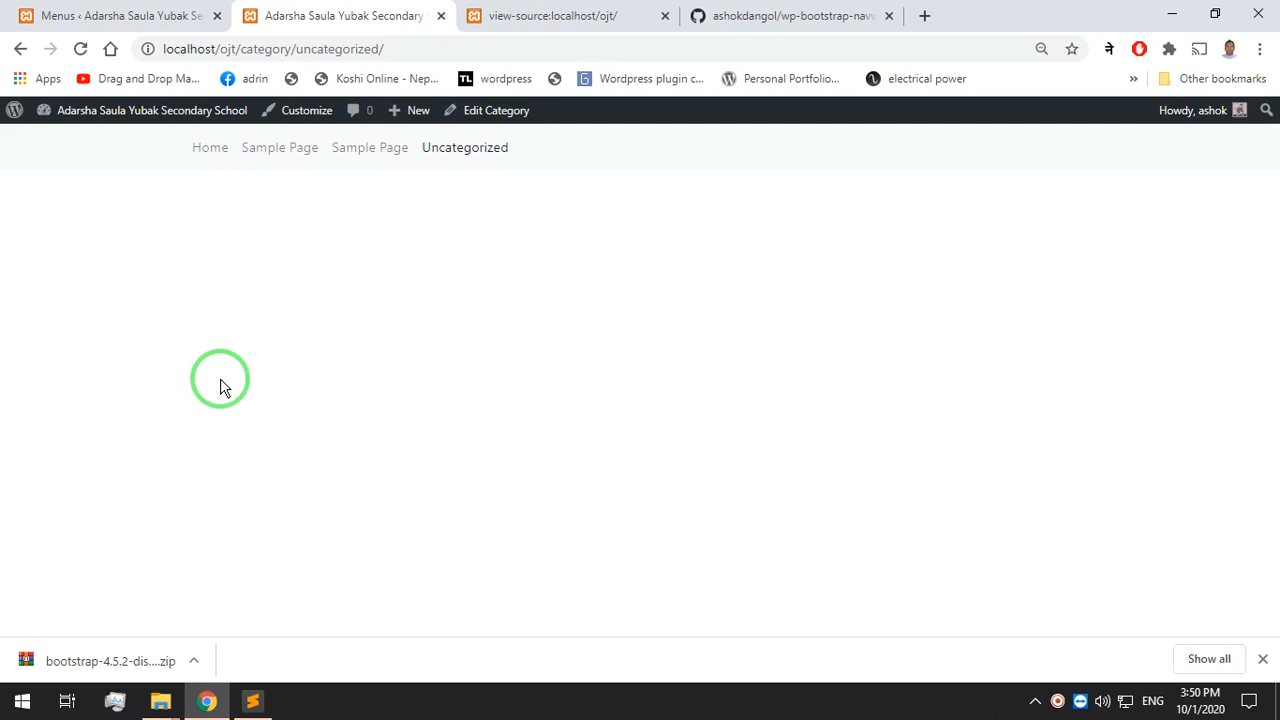 Menus ‹ Adarsha Saula Yubak Se
Adarsha Saula Yubak Secondary
view-source:localhost/ojt/
ashokdangol/wp-bootstrap-nav
localhost/ojt/category/uncategorized/
ने
Apps
Drag and Drop Ma...
adrin
Koshi Online - Nep...
TL
wordpress
Wordpress plugin c...
Personal Portfolio...
electrical power
»
Other bookmarks
Adarsha Saula Yubak Secondary School
Customize
0
New
Edit Category
Howdy, ashok
Home
Sample Page
Sample Page
Uncategorized
bootstrap-4.5.2-dis....zip
Show all
ENG
3:50 PM
10/1/2020